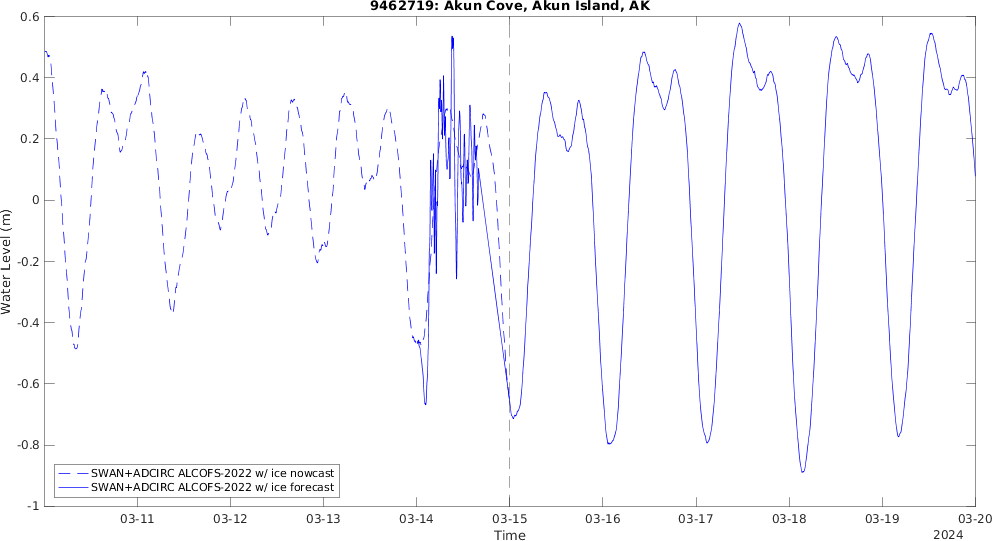 9462719: Akun Cove, Akun Island, AK
0.6
0.4
0.2
0
-0.2
-0.4
-0.6
-0.8
-1
Water Level (m)
SWAN+ADCIRC ALCOFS-2022 w/ ice nowcast
SWAN+ADCIRC ALCOFS-2022 w/ ice forecast
03-11 03-12 03-13 03-14 03-15 03-16 03-17 03-18 03-19 03-20
Time
2024